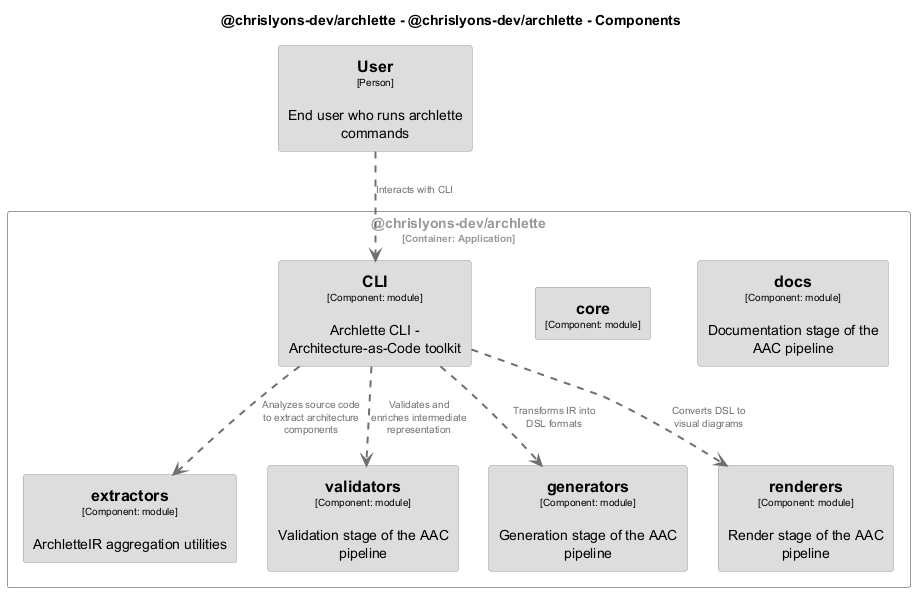 @chrislyons-dev/archlette - @chrislyons-dev/archlette - Components
User
[Person]
End user who runs archlette
commands
Interacts with CLI
@chrislyons-dev/archlette
[Container: Application]
CLI
[Component: module]
Archlette CLI -
Architecture-as-Code toolkit
core
[Component: module]
docs
[Component: module]
Documentation stage of the
AAC pipeline
Analyzes source code
to extract architecture
components
Validates and
enriches intermediate
representation
Transforms IR into
DSL formats
Converts DSL to
visual diagrams
extractors
[Component: module]
ArchletteIR aggregation utilities
validators
[Component: module]
Validation stage of the AAC
pipeline
generators
[Component: module]
Generation stage of the AAC
pipeline
renderers
[Component: module]
Render stage of the AAC
pipeline